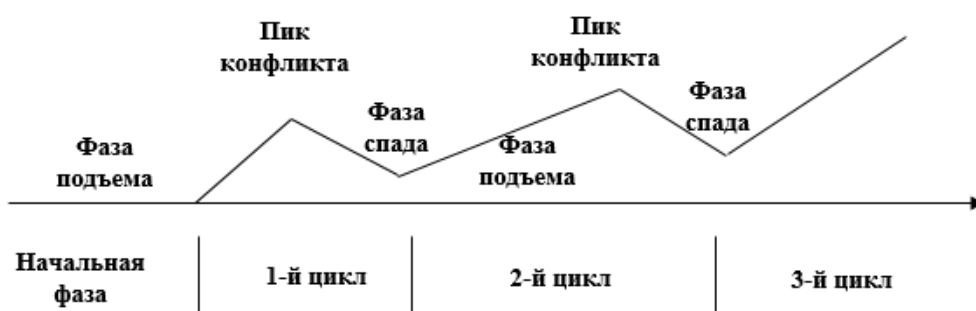 Пик
конфликта
Пик
конфликта
Фаза
подъема
Фаза
спада
Фаза
подъема
Фаза
спада
Начальная
фаза
1-й цикл
2-й цикл
3-й цикл